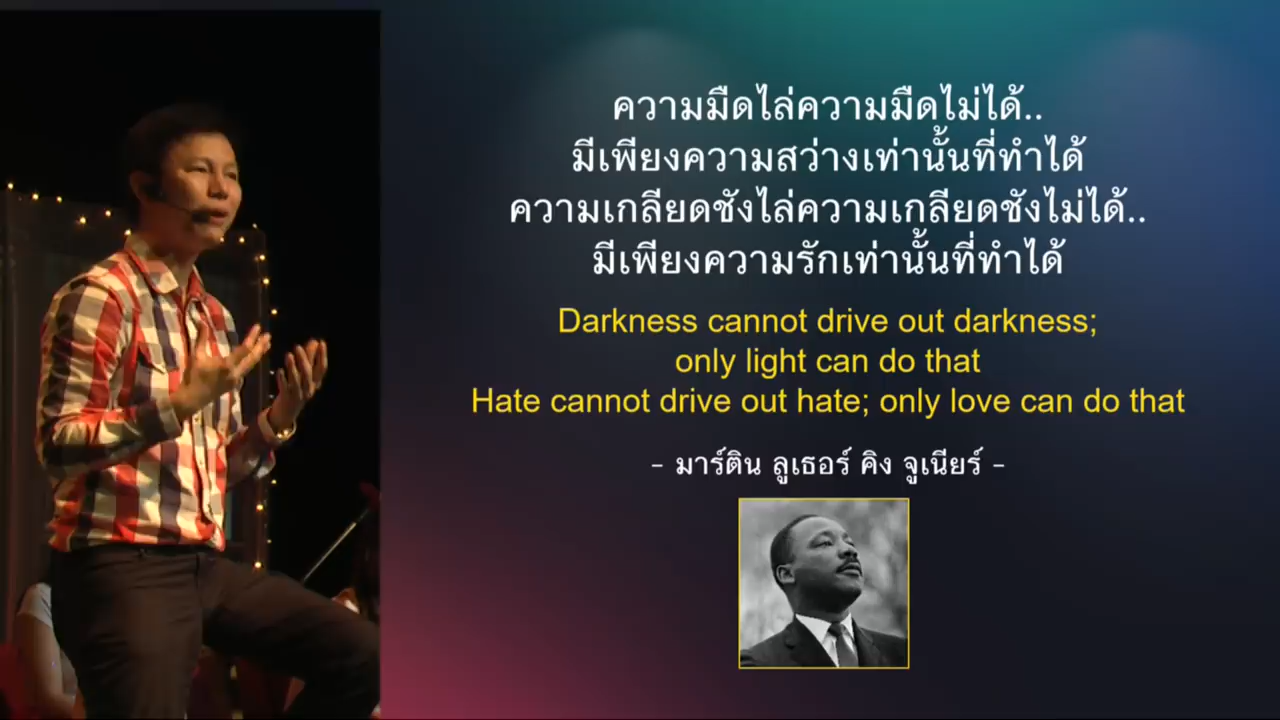 ความมืดไล่ความมืดไม่ได้..
มีเพียงความสว่างเท่านั้นที่ทำได้
ความเกลียดชังไล่ความเกลียดชังไม่ได้..
มีเพียงความรักเท่านั้นที่ทำได้
Darkness cannot drive out darkness;
only light can do that
Hate cannot drive out hate; only love can do that
- มาร์ติน ลูเธอร์ คิง จูเนียร์ -